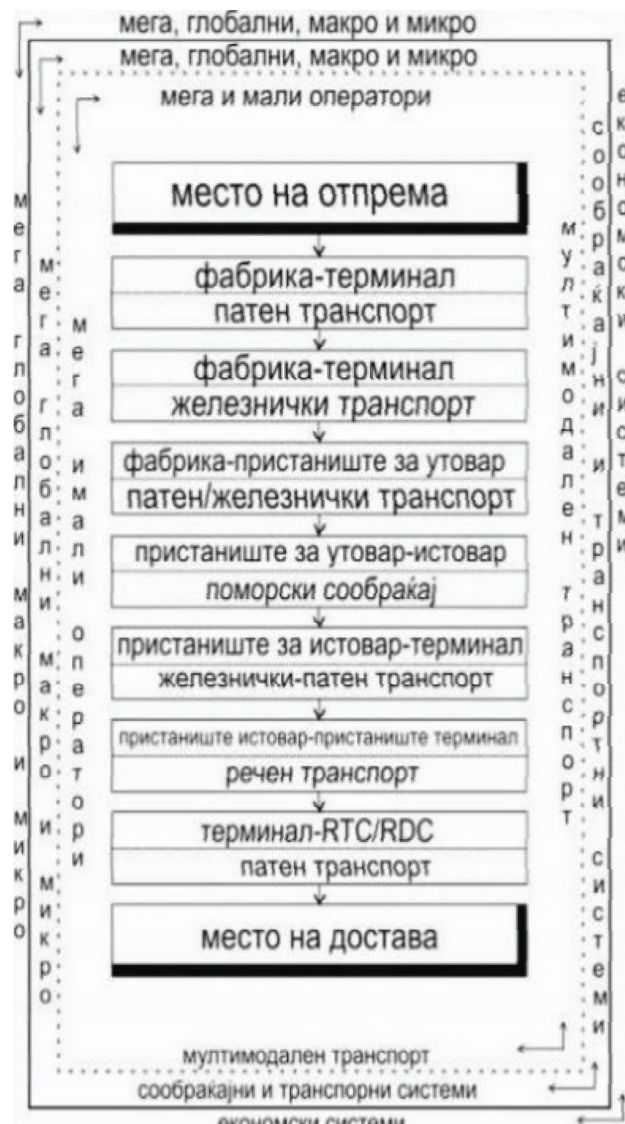 мега, глобални, макро и микро
мега, глобални, макро и микро
мега и мали оператори
место на отпрема
фабрика-терминал
патен транспорт
фабрика-терминал
железнички транспорт
фабрика-пристаниште за утовар
патен/железнички транспорт
пристаниште за утовар-истовар
поморски сообраќај
пристаниште за истовар-терминал
железнички-патен транспорт
пристаниште истовар-пристаниште терминал
речен транспорт
терминал-RTC/RDC
патен транспорт
место на достава
мега глобални макро и микро
мега глобални макро и микро
мега имали оператори
мултимодален транспорт
сообраќајни и транспортни системи
економски системи
мултимодален транспорт
сообраќајни и транспорни системи
економски системи